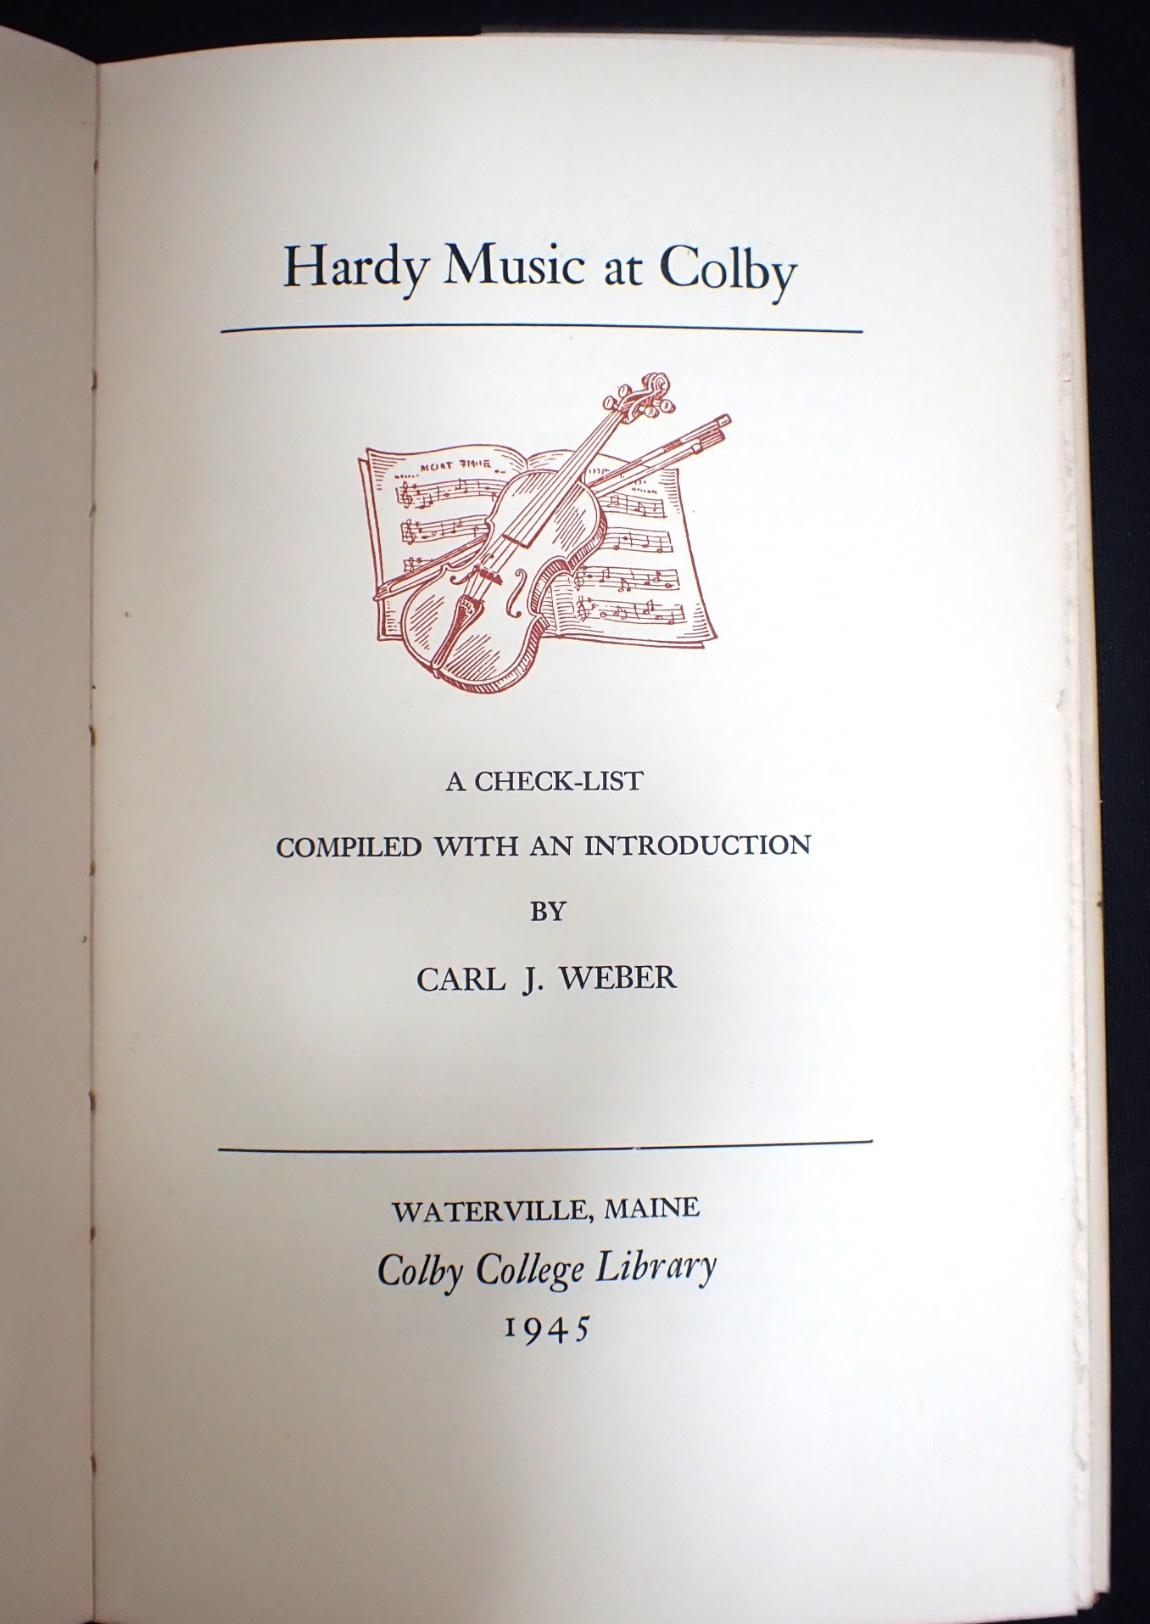 Hardy Music at Colby
A CHECK-LIST
COMPILED WITH AN INTRODUCTION
BY
CARL J. WEBER
WATERVILLE, MAINE
Colby College Library
1945